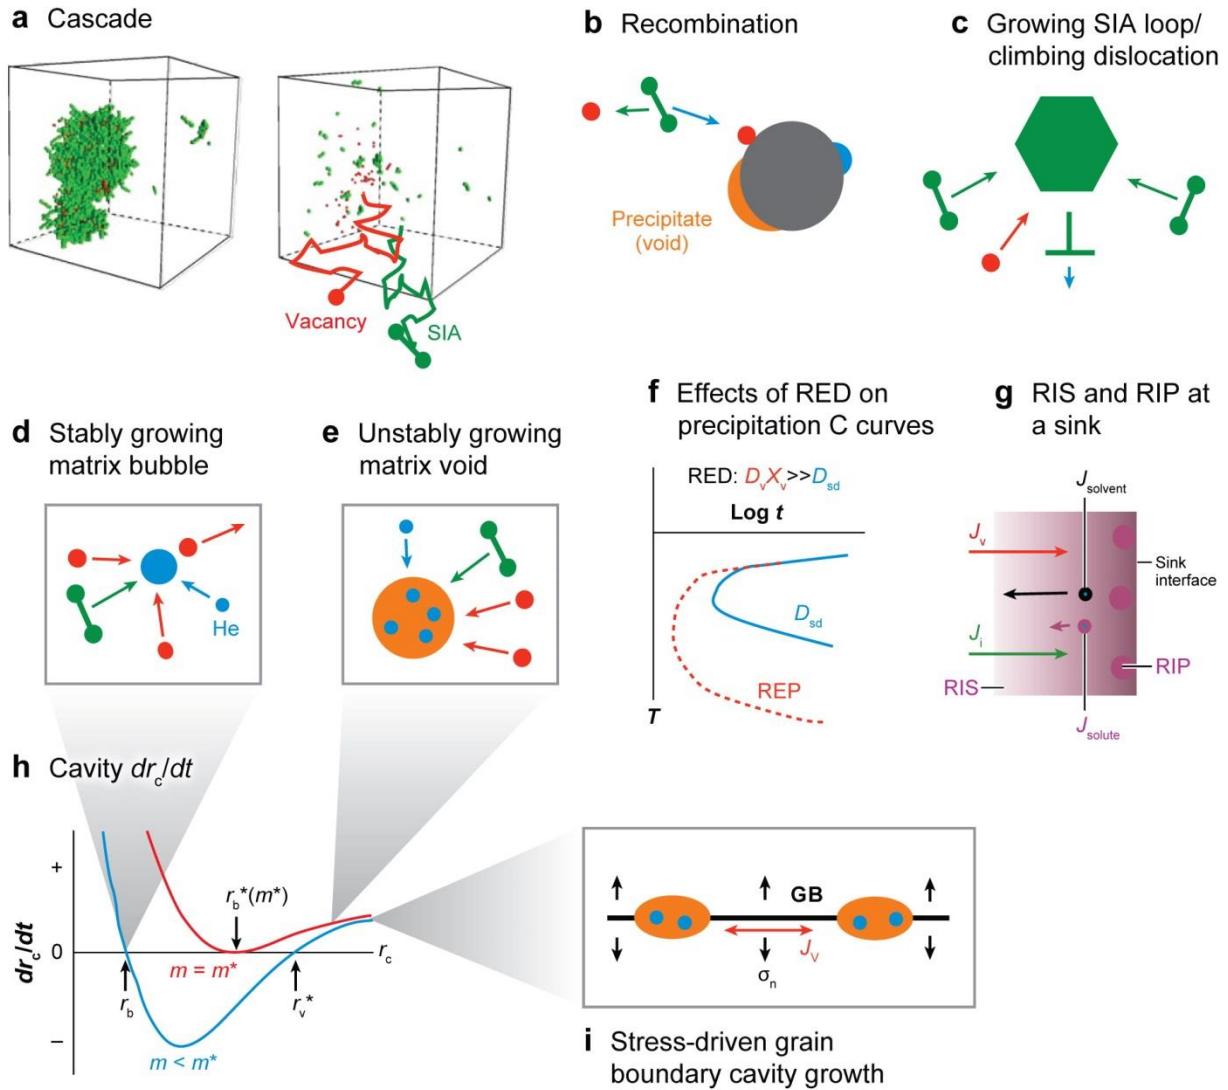 a Cascade
Vacancy
SIA
b Recombination
Precipitate
(void)
c Growing SIA loop/
climbing dislocation
d Stably growing
matrix bubble
He
e Unstably growing
matrix void
f Effects of RED on
precipitation C curves
RED: DvXv>>Dsd
Log t
Dsd
REP
T
g RIS and RIP at
a sink
Jsolvent
Jv
Sink
interface
Ji
RIP
RIS
Jsolute
h Cavity drc/dt
+
rb*(m*)
drc/dt
0
rc
m = m*
rb
rv*
–
m < m*
GB
JV
σn
i Stress-driven grain
boundary cavity growth